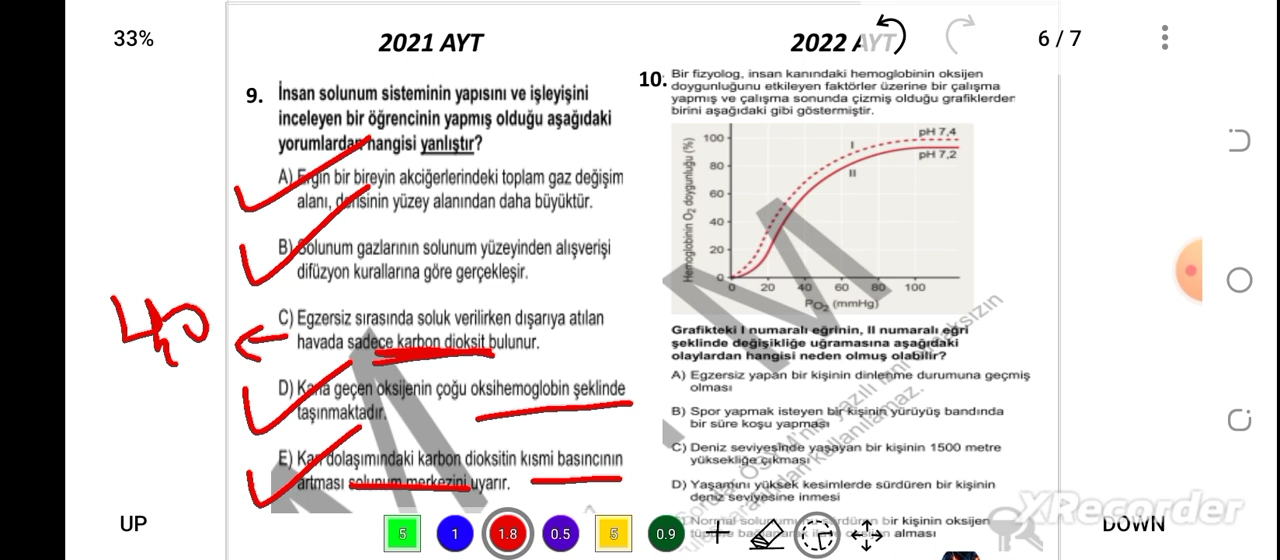 33%
2021 AYT
2022 AYT
6 / 7
9. İnsan solunum sisteminin yapısını ve işleyişini
inceleyen bir öğrencinin yapmış olduğu aşağıdaki
yorumlardan hangisi yanlıştır?
A) Ergin bir bireyin akciğerlerindeki toplam gaz değişim
alanı, derisinin yüzey alanından daha büyüktür.
B) Solunum gazlarının solunum yüzeyinden alışverişi
difüzyon kurallarına göre gerçekleşir.
C) Egzersiz sırasında soluk verilirken dışarıya atılan
havada sadece karbon dioksit bulunur.
D) Kana geçen oksijenin çoğu oksihemoglobin şeklinde
taşınmaktadır.
E) Kan dolaşımındaki karbon dioksitin kısmi basıncının
artması solunum merkezini uyarır.
10. Bir fizyolog, insan kanındaki hemoglobinin oksijen
doygunluğunu etkileyen faktörler üzerine bir çalışma
yapmış ve çalışma sonunda çizmiş olduğu grafiklerden
birini aşağıdaki gibi göstermiştir.
Hemoglobinin O2 doygunluğu (%)
100
80
60
40
20
0
pH 7,4
pH 7,2
I
II
0 20 40 60 80 100
PO2 (mmHg)
Grafikteki I numaralı eğrinin, II numaralı eğri
şeklinde değişikliğe uğramasına aşağıdaki
olaylardan hangisi neden olmuş olabilir?
A) Egzersiz yapan bir kişinin dinlenme durumuna geçmiş
olması
B) Spor yapmak isteyen bir kişinin yürüyüş bandında
bir süre koşu yapması
C) Deniz seviyesinde yaşayan bir kişinin 1500 metre
yüksekliğe çıkması
D) Yaşamını yüksek kesimlerde sürdüren bir kişinin
deniz seviyesine inmesi
Normal bir kişinin oksijen
alması
UP
5 1 1.8 0.5 5 0.9
DOWN
XRecorder